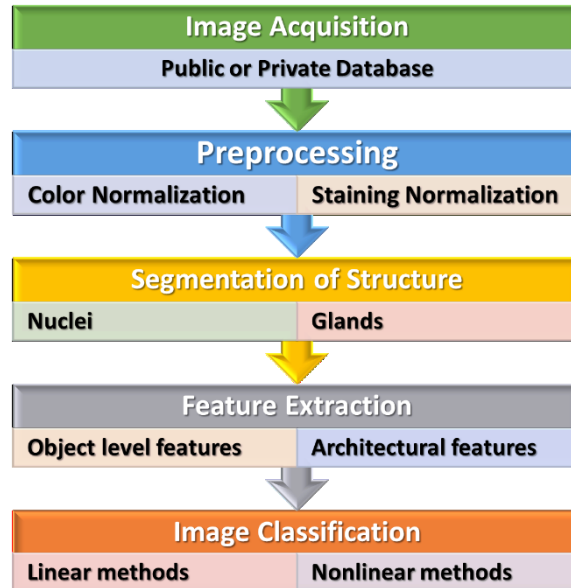 Image Acquisition
Public or Private Database
Preprocessing
Color Normalization
Staining Normalization
Segmentation of Structure
Nuclei
Glands
Feature Extraction
Object level features
Architectural features
Image Classification
Linear methods
Nonlinear methods